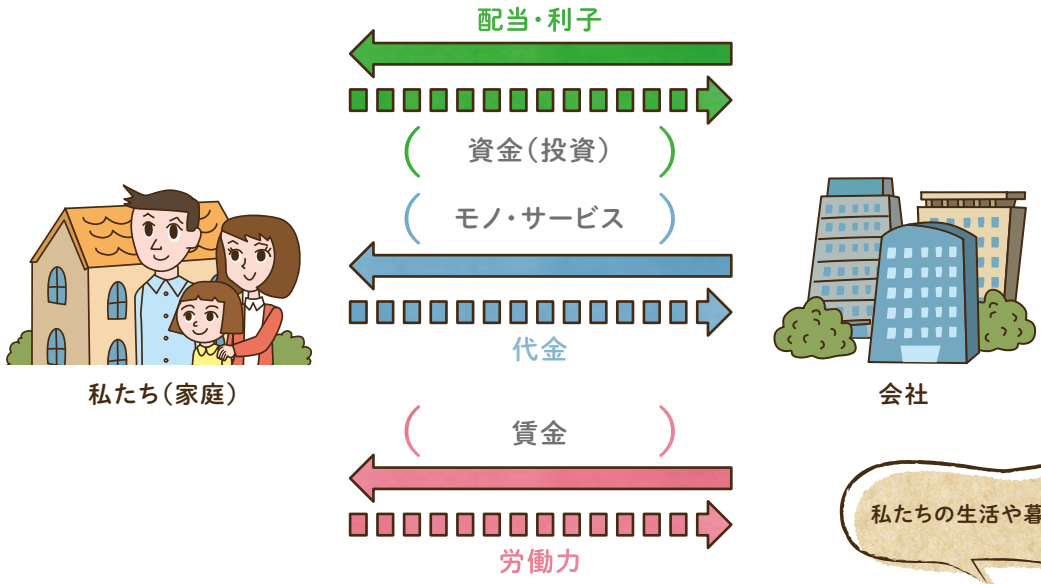 配当・利子
資金（投資）
モノ・サービス
代金
私たち（家庭）
会社
賃金
労働力
私たちの生活や暮